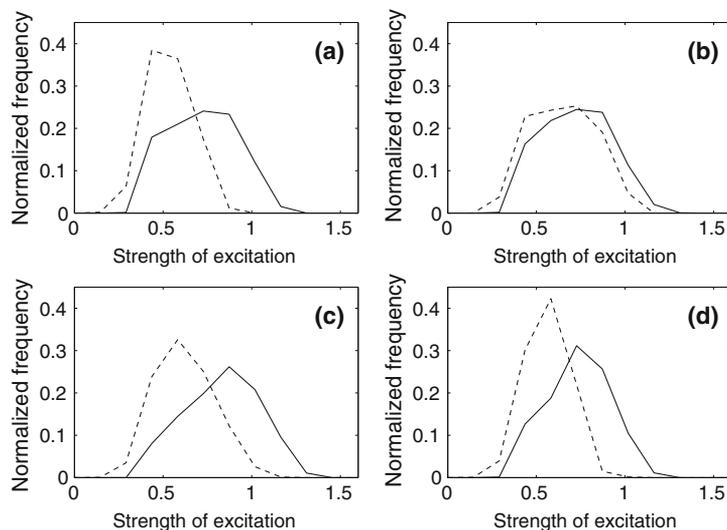 Normalized frequency
0.4
0.3
0.2
0.1
0
0 0.5 1 1.5
Strength of excitation
(a)
Normalized frequency
0.4
0.3
0.2
0.1
0
0 0.5 1 1.5
Strength of excitation
(b)
Normalized frequency
0.4
0.3
0.2
0.1
0
0 0.5 1 1.5
Strength of excitation
(c)
Normalized frequency
0.4
0.3
0.2
0.1
0
0 0.5 1 1.5
Strength of excitation
(d)